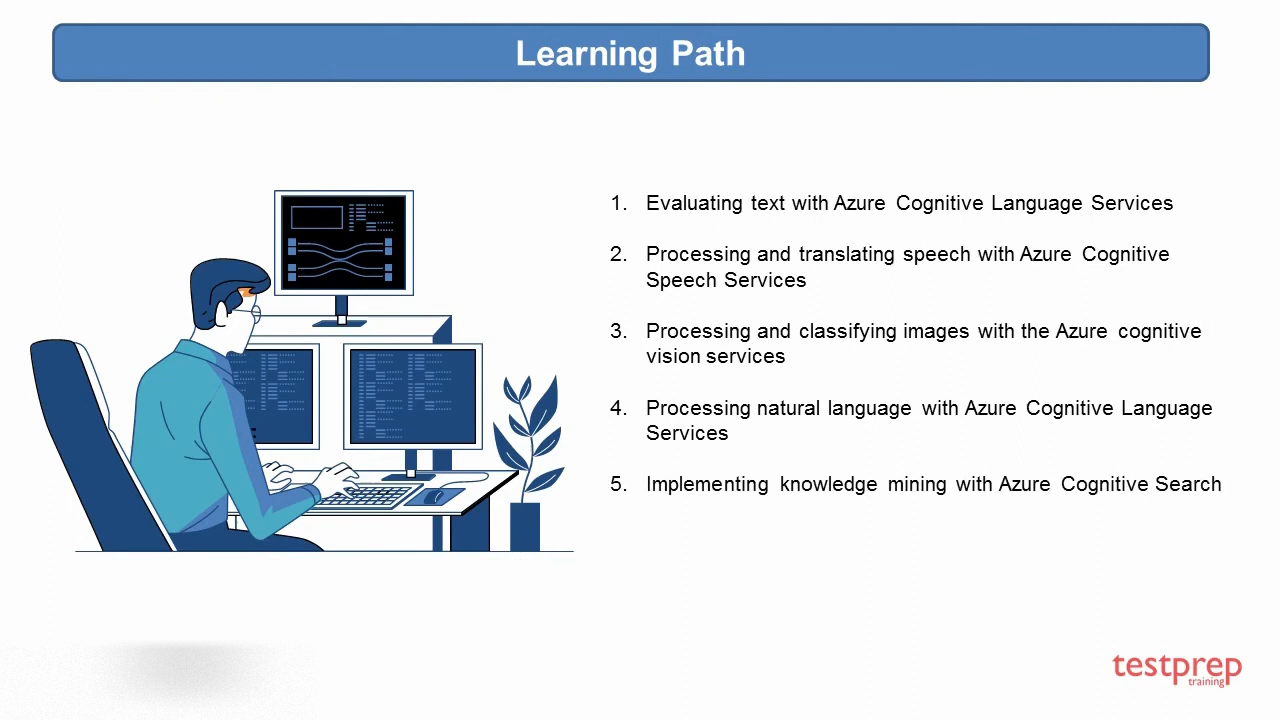 Learning Path
1. Evaluating text with Azure Cognitive Language Services
2. Processing and translating speech with Azure Cognitive
Speech Services
3. Processing and classifying images with the Azure cognitive
vision services
4. Processing natural language with Azure Cognitive Language
Services
5. Implementing knowledge mining with Azure Cognitive Search
testprep
training